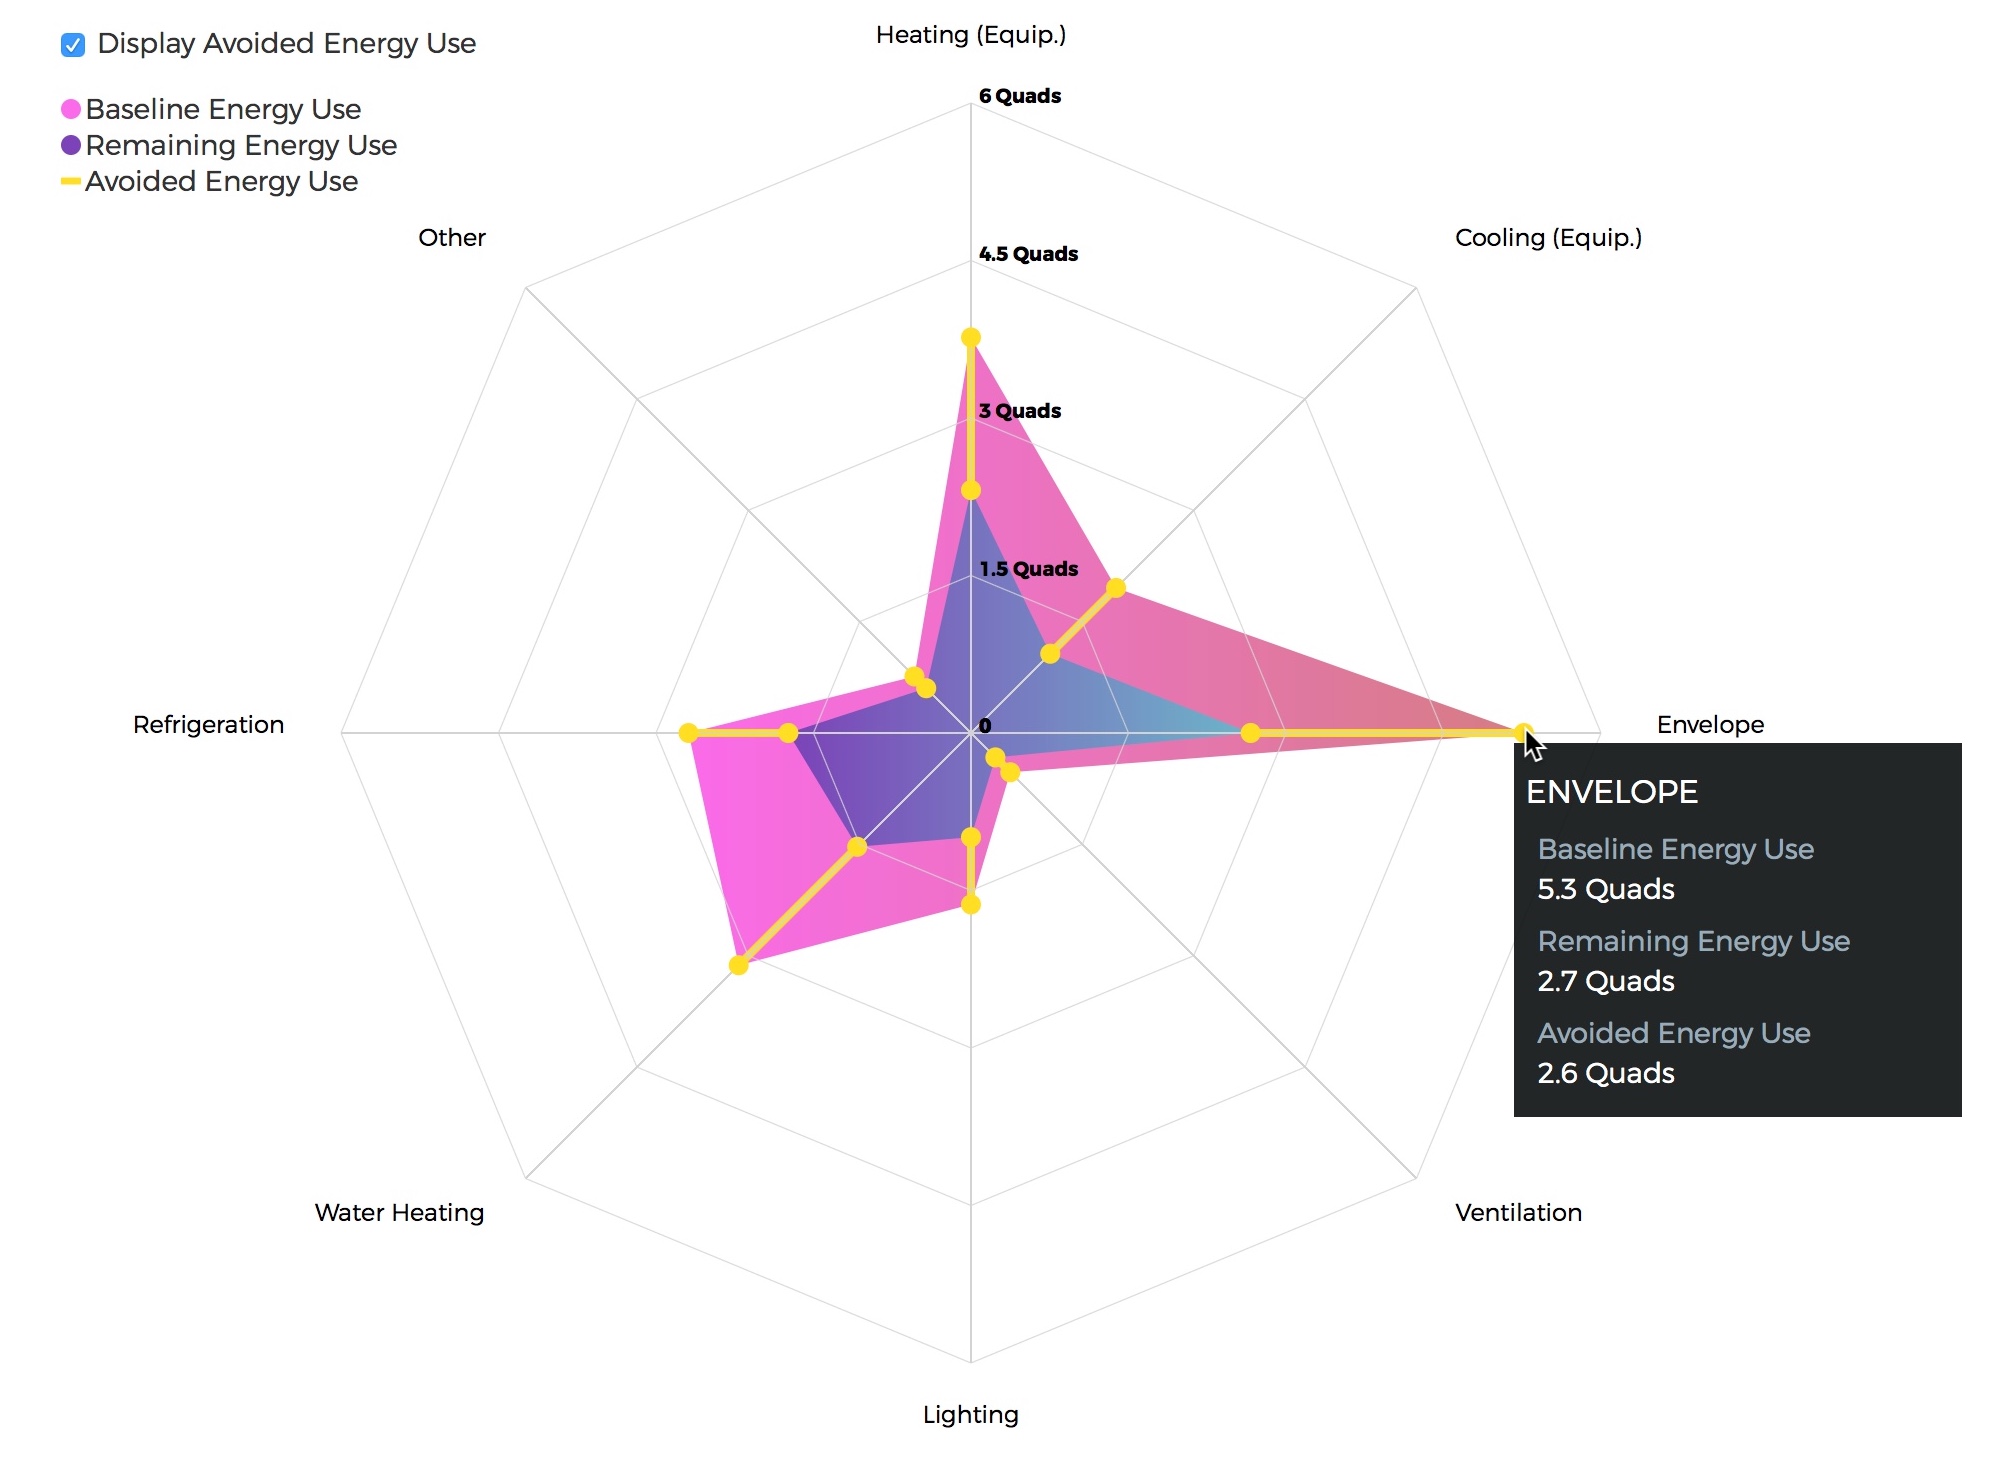 Display Avoided Energy Use
Baseline Energy Use
Remaining Energy Use
Avoided Energy Use
Heating (Equip.)
6 Quads
Other
Cooling (Equip.)
4.5 Quads
3 Quads
1.5 Quads
Refrigeration
0
Envelope
ENVELOPE
Baseline Energy Use
5.3 Quads
Remaining Energy Use
2.7 Quads
Avoided Energy Use
2.6 Quads
Water Heating
Ventilation
Lighting